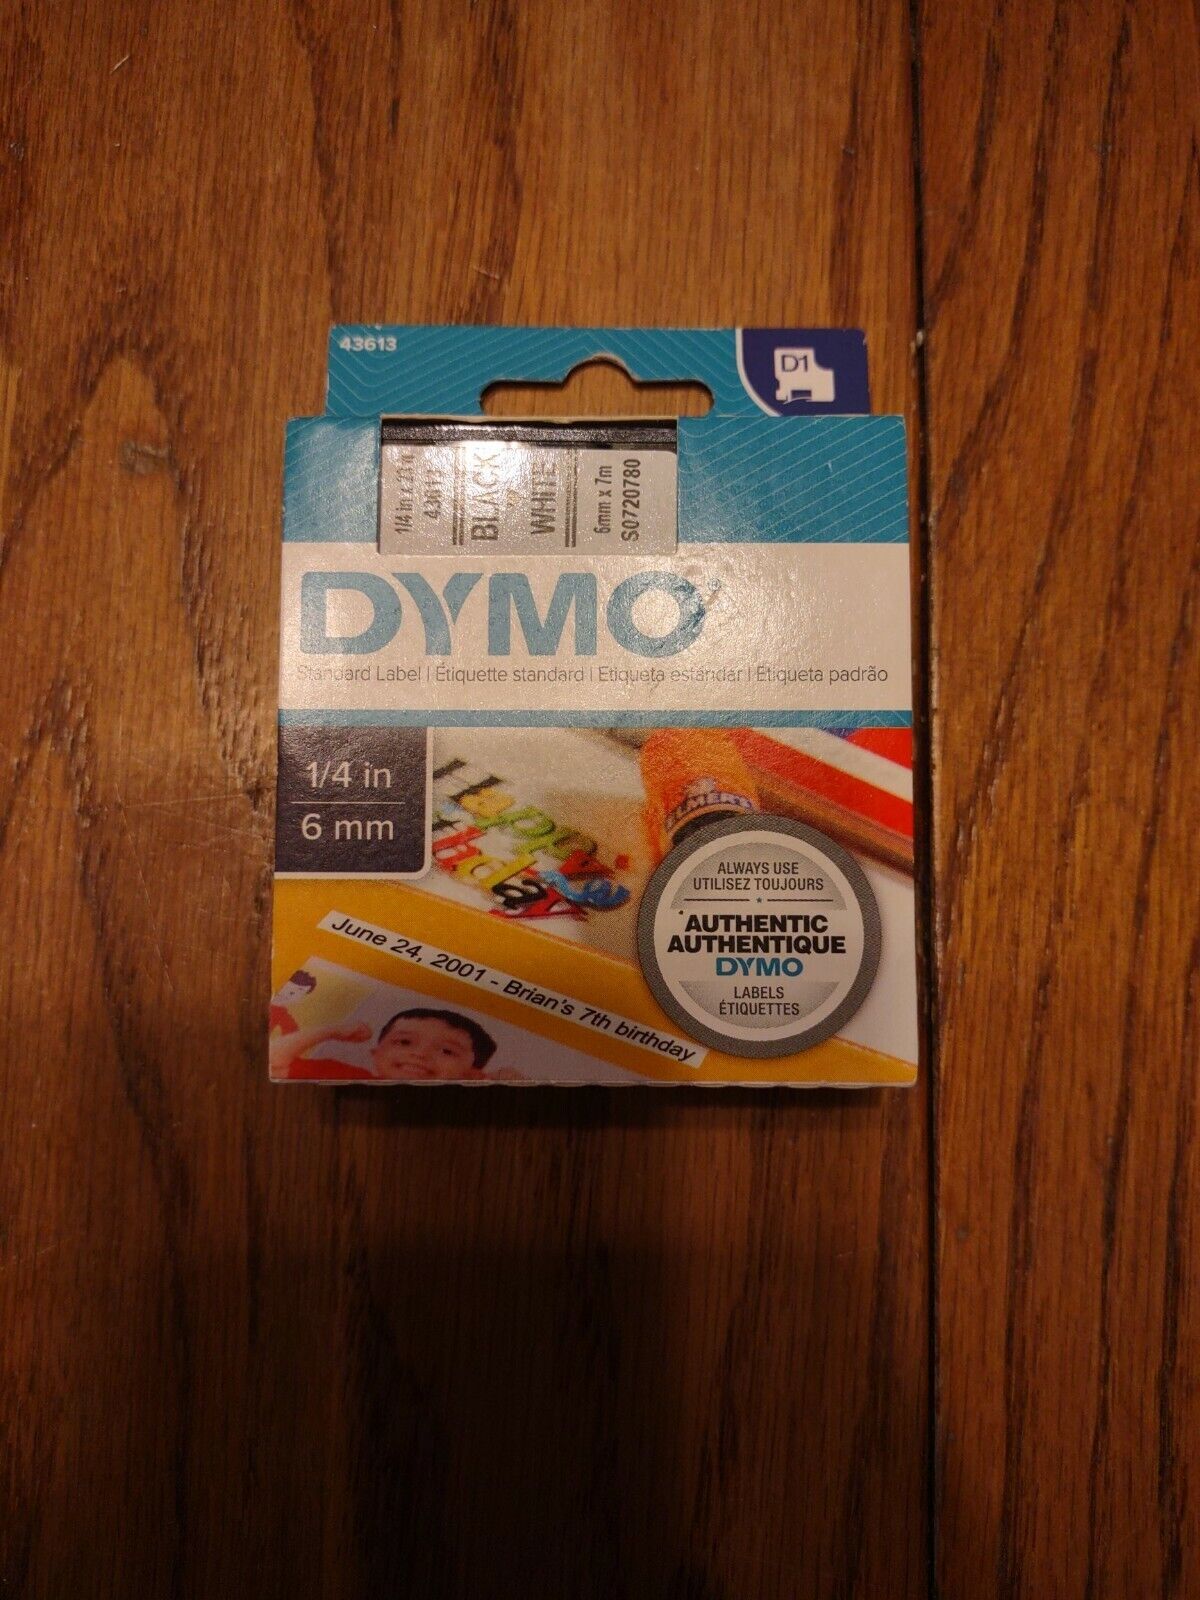 43613
D1
1/4 in x 23 ft
43613
BLACK
WHITE
6mm x 7m
S0720780
DYMO
Standard Label | Étiquette standard | Etiqueta estándar | Etiqueta padrão
1/4 in
6 mm
Happy
ELMER'S
June 24, 2001 - Brian's 7th birthday
ALWAYS USE
UTILISEZ TOUJOURS
AUTHENTIC
AUTHENTIQUE
DYMO
LABELS
ÉTIQUETTES